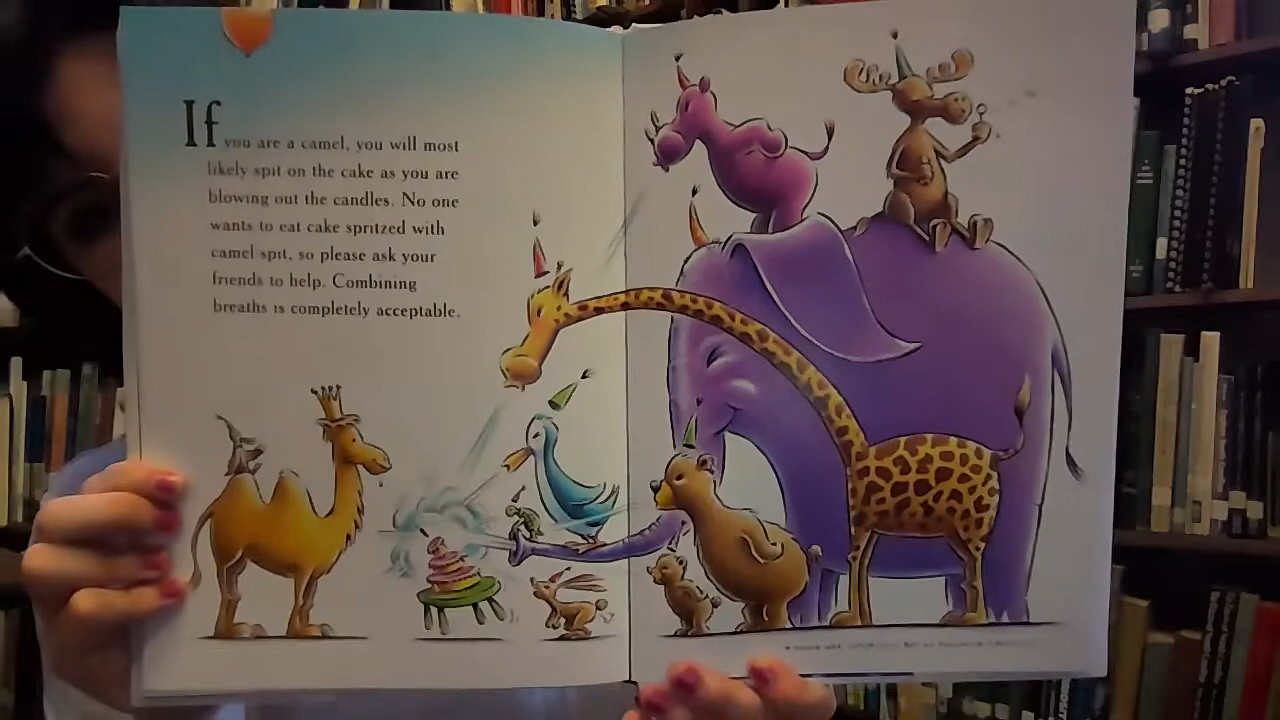 If you are a camel, you will most
likely spit on the cake as you are
blowing out the candles. No one
wants to eat cake spritzed with
camel spit, so please ask your
friends to help. Combining
breaths is completely acceptable.